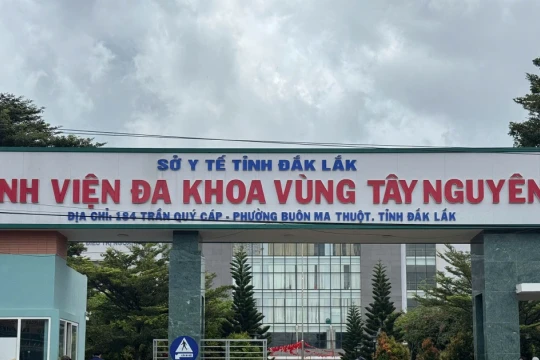 SỞ Y TẾ TỈNH ĐẮK LẮK
NH VIỆN ĐA KHOA VÙNG TÂY NGUYÊN
ĐỊA CHỈ: 184 TRẦN QUÝ CÁP - PHƯỜNG BUÔN MA THUỘT, TỈNH ĐẮK LẮK